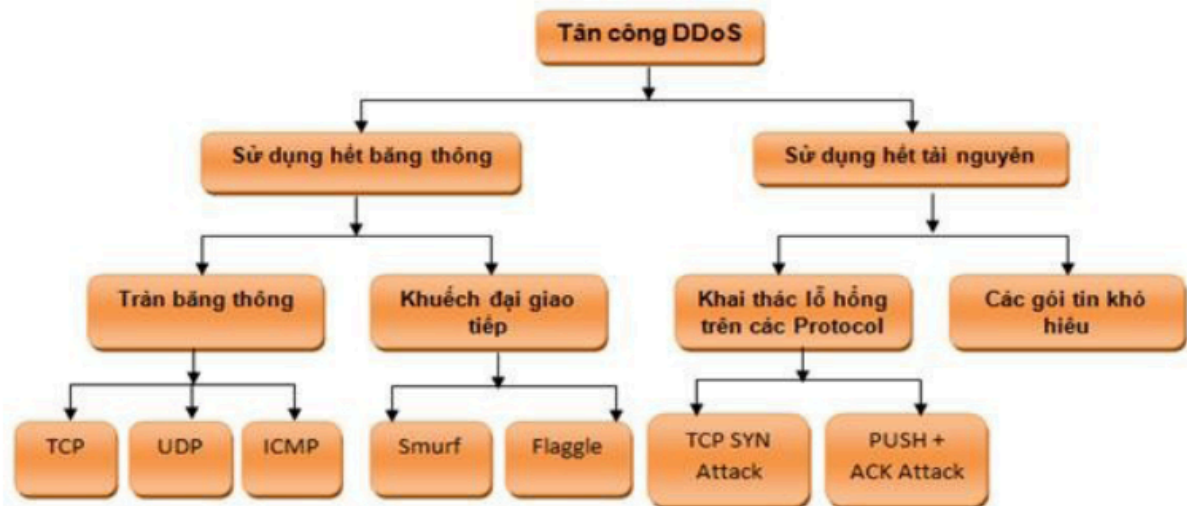 Tấn công DDoS
Sử dụng hết băng thông
Sử dụng hết tài nguyên
Tràn băng thông
Khuếch đại giao
tiếp
Khai thác lỗ hổng
trên các Protocol
Các gói tin khó
hiểu
TCP
UDP
ICMP
Smurf
Flaggle
TCP SYN
Attack
PUSH +
ACK Attack